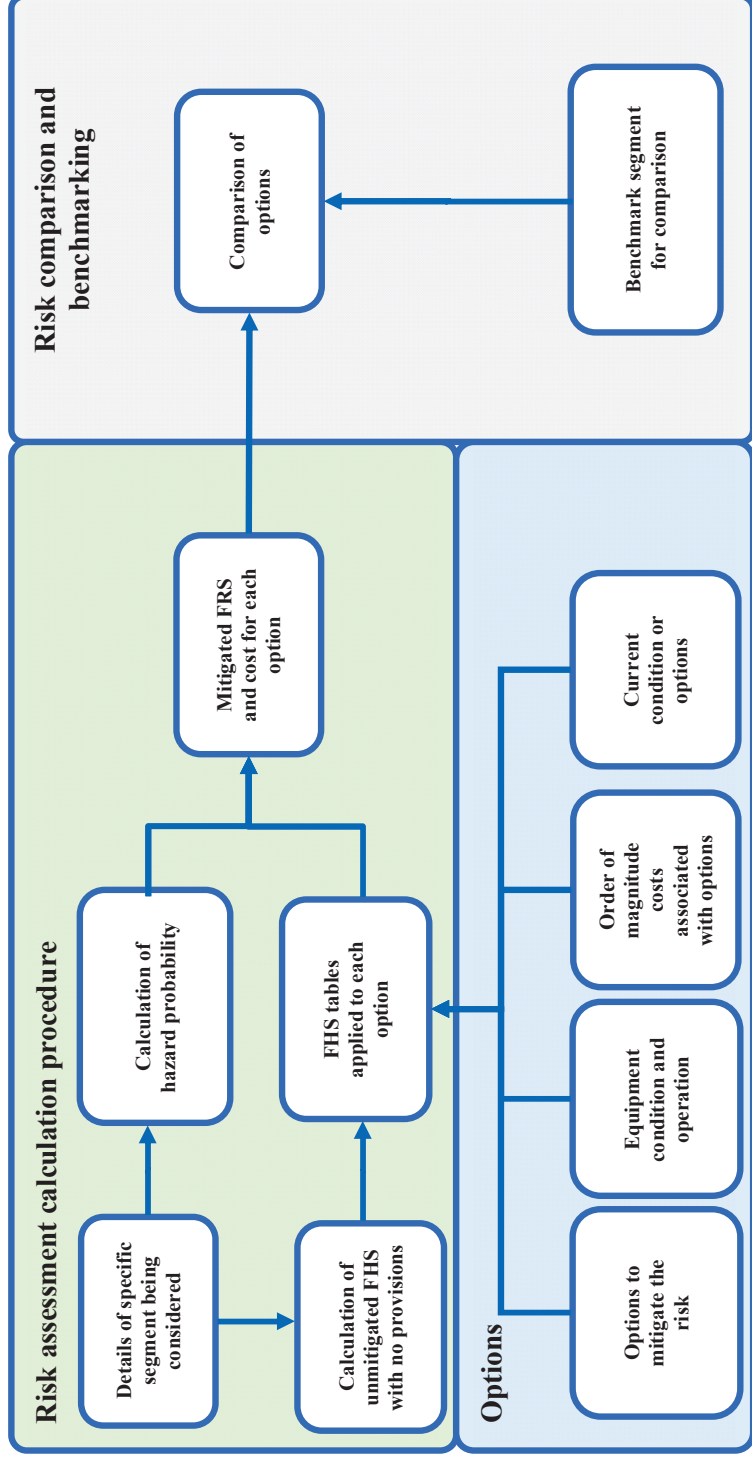 Risk assessment calculation procedure
Details of specific
segment being
considered
Calculation of
hazard probability
Calculation of
unmitigated FHS
with no provisions
FHS tables
applied to each
option
Mitigated FRS
and cost for each
option
Options
Options to
mitigate the
risk
Equipment
condition and
operation
Order of
magnitude
costs
associated
with options
Current
condition or
options
Risk comparison and
benchmarking
Comparison of
options
Benchmark segment
for comparison